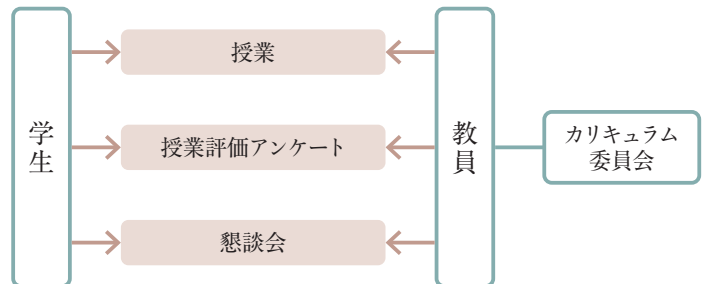 学生
授業
授業評価アンケート
懇談会
教員
カリキュラム
委員会